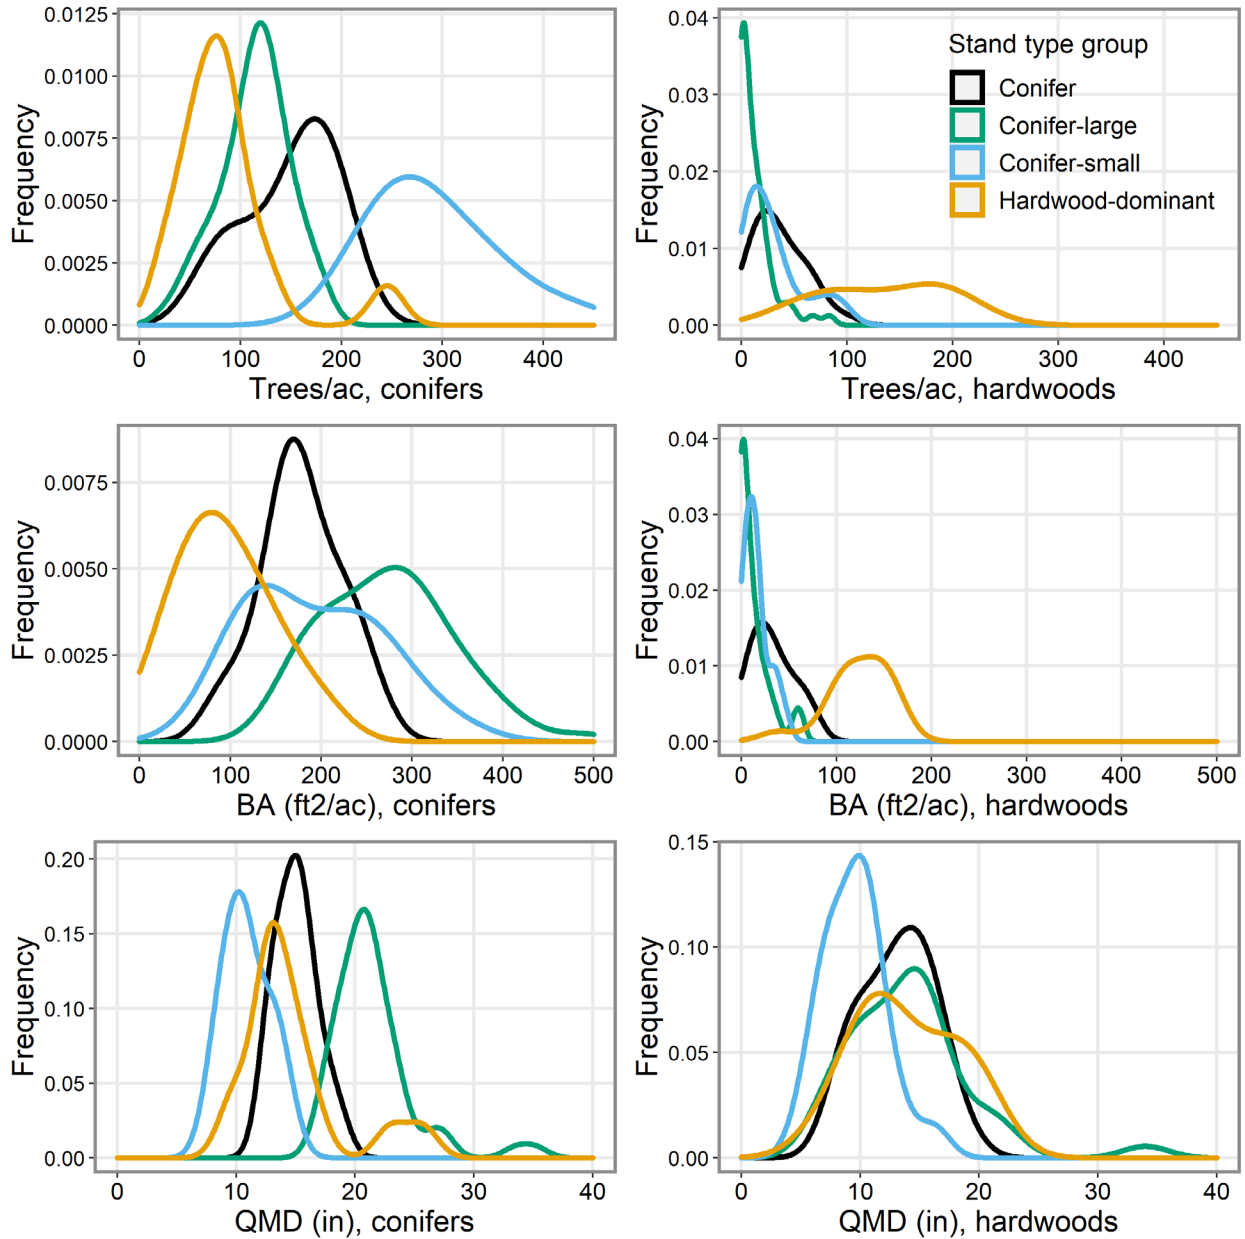 0.0125
0.0100
0.0075
0.0050
0.0025
0.0000
Frequency
0 100 200 300 400
Trees/ac, conifers
0.04
0.03
0.02
0.01
0.00
Frequency
Stand type group
Conifer
Conifer-large
Conifer-small
Hardwood-dominant
0 100 200 300 400
Trees/ac, hardwoods
0.0075
0.0050
0.0025
0.0000
Frequency
0 100 200 300 400 500
BA (ft2/ac), conifers
0.04
0.03
0.02
0.01
0.00
Frequency
0 100 200 300 400 500
BA (ft2/ac), hardwoods
0.20
0.15
0.10
0.05
0.00
Frequency
0 10 20 30 40
QMD (in), conifers
0.15
0.10
0.05
0.00
Frequency
0 10 20 30 40
QMD (in), hardwoods